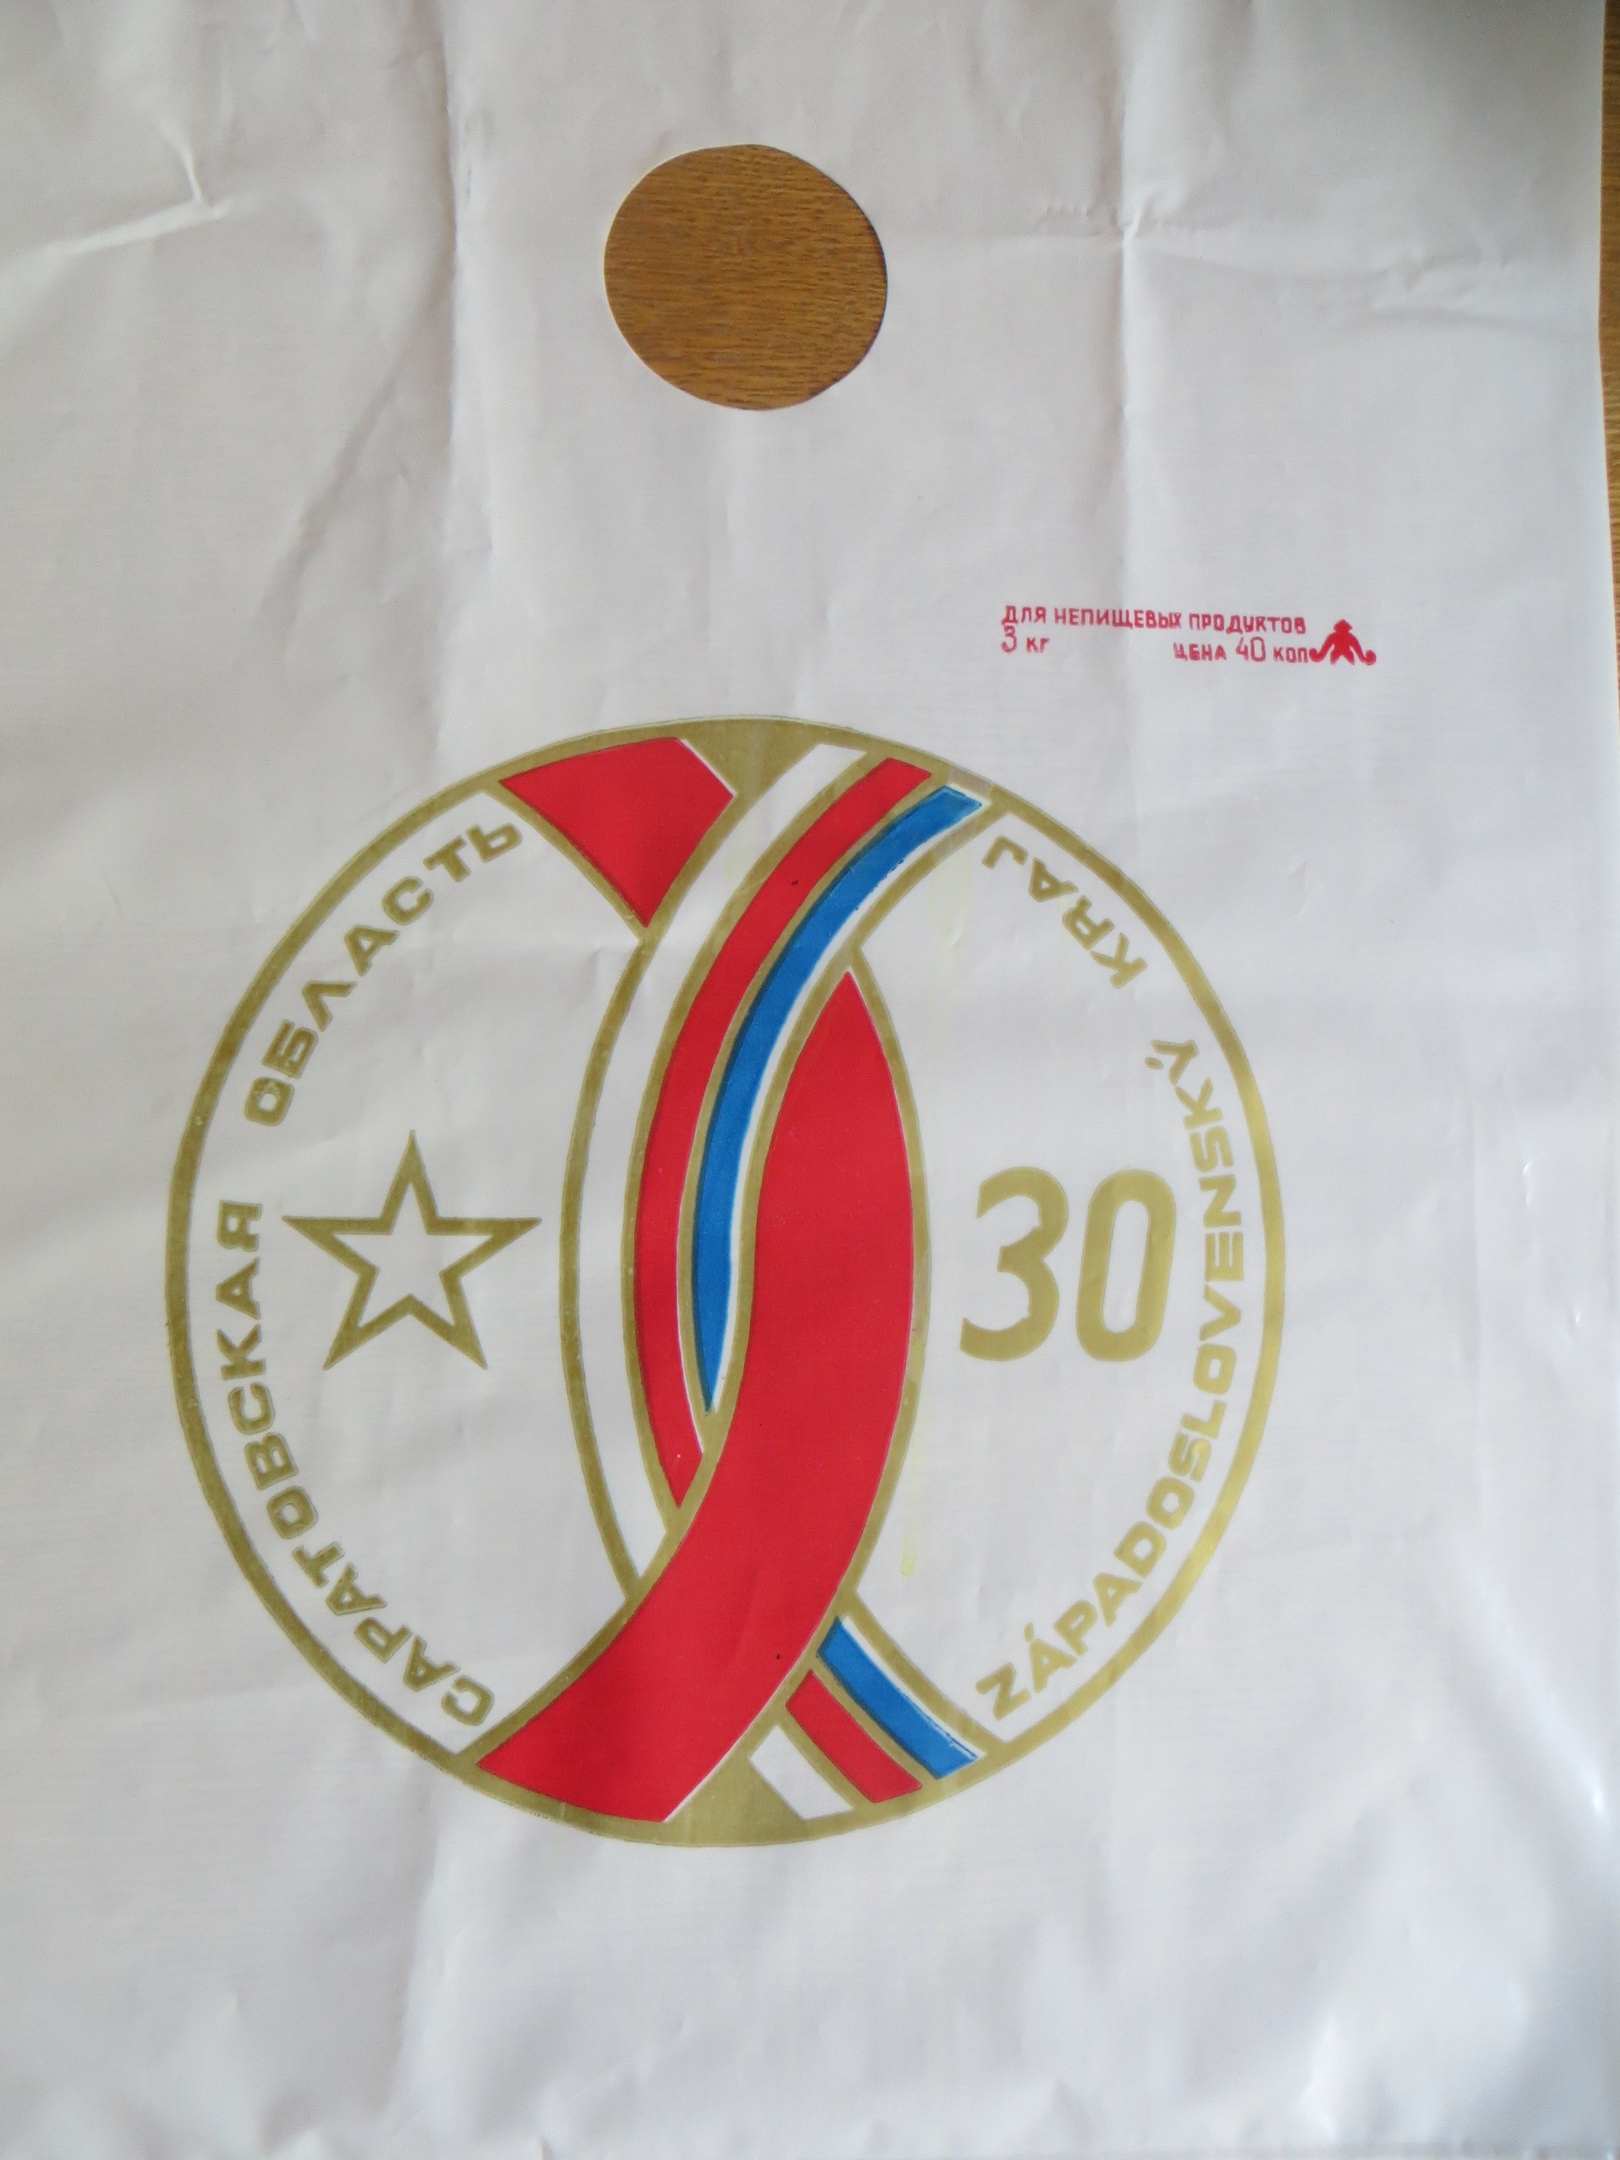 ДЛЯ НЕПИЩЕВЫХ ПРОДУКТОВ
3 кг ЦЕНА 40 коп
САРАТОВСКАЯ ОБЛАСТЬ
30
ZÁPADOSLOVENSKÝ KRAJ